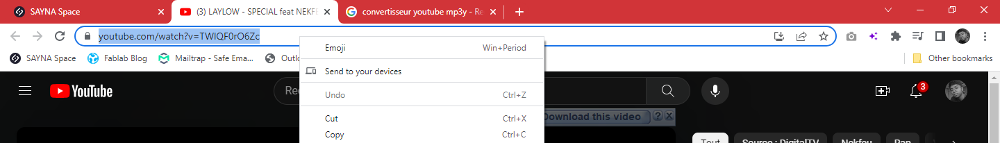 SAYNA Space
(3) LAYLOW - SPECIAL feat NEKFE
convertisseur youtube mp3y - Re
youtube.com/watch?v=TWIQF0rO6Zc
SAYNA Space
Fablab Blog
Mailtrap - Safe Ema...
Outlo
Other bookmarks
Emoji Win+Period
Send to your devices
Undo Ctrl+Z
Cut Ctrl+X
Copy Ctrl+C
YouTube
Rec
3
Download this video
?
Tout
Source : DigitalTV
Nekfeu
Rap